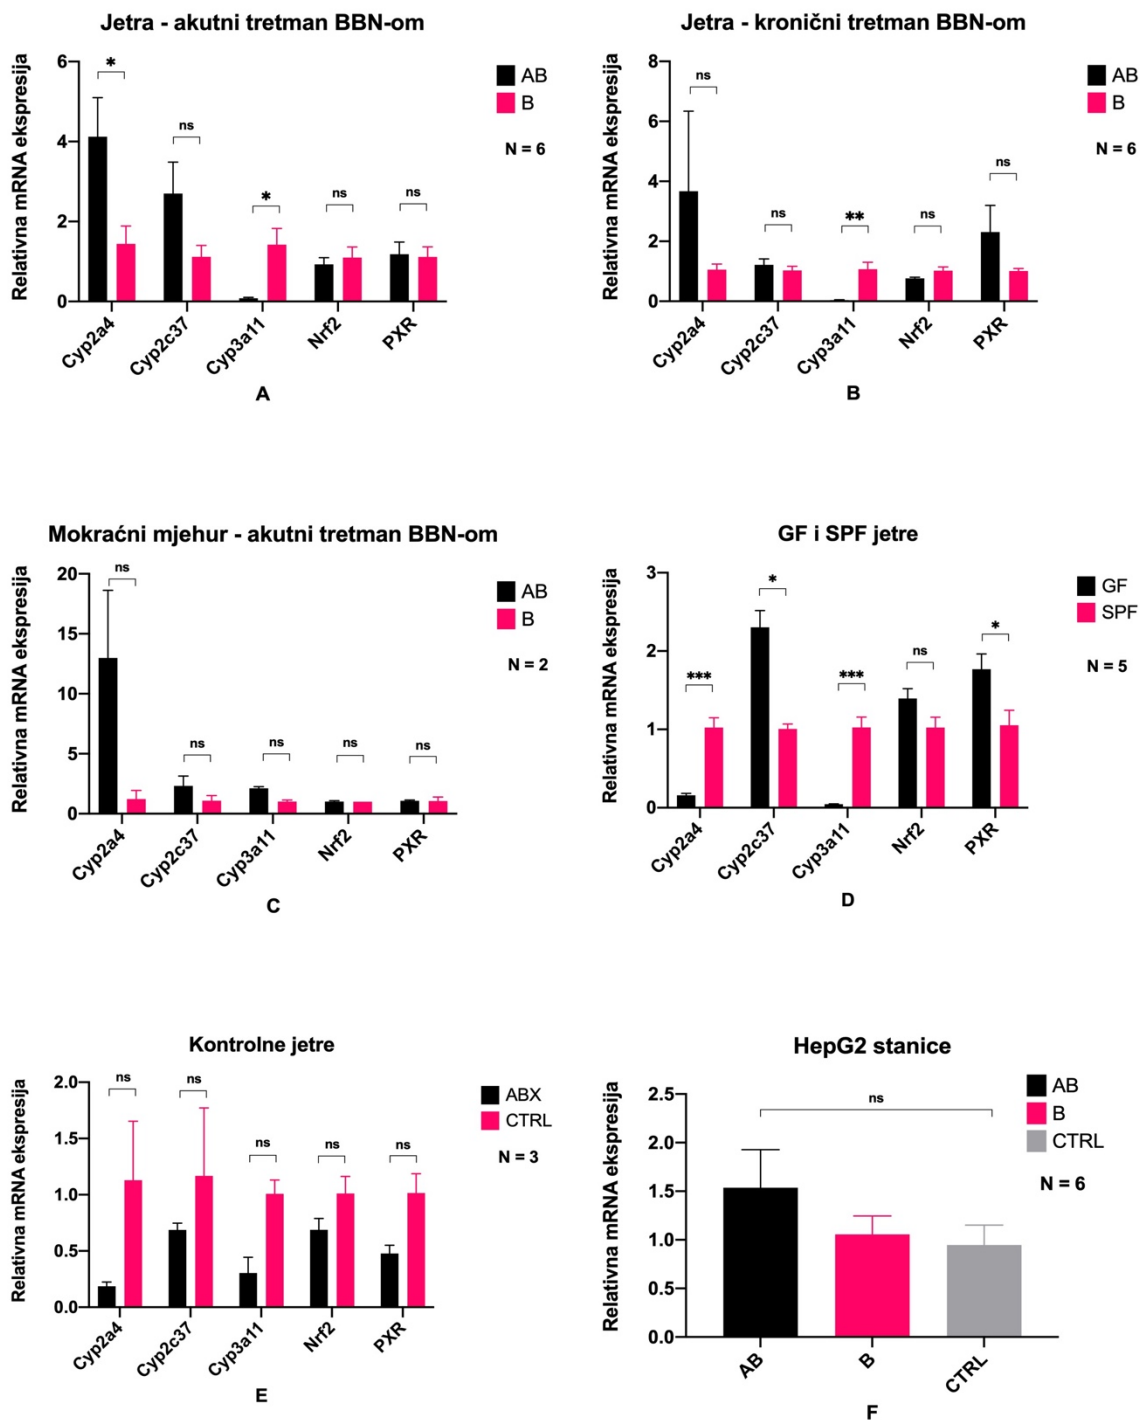 Jetra - akutni tretman BBN-om
Relativna mRNA ekspresija
6
4
2
0
* ns * ns ns
AB
B
N = 6
Cyp2a4 Cyp2c37 Cyp3a11 Nrf2 PXR
A
Jetra - kronični tretman BBN-om
Relativna mRNA ekspresija
8
6
4
2
0
ns ns ** ns ns
AB
B
N = 6
Cyp2a4 Cyp2c37 Cyp3a11 Nrf2 PXR
B
Mokraćni mjehur - akutni tretman BBN-om
Relativna mRNA ekspresija
20
15
10
5
0
ns ns ns ns ns
AB
B
N = 2
Cyp2a4 Cyp2c37 Cyp3a11 Nrf2 PXR
C
GF i SPF jetre
Relativna mRNA ekspresija
3
2
1
0
*** * *** ns *
GF
SPF
N = 5
Cyp2a4 Cyp2c37 Cyp3a11 Nrf2 PXR
D
Kontrolne jetre
Relativna mRNA ekspresija
2.0
1.5
1.0
0.5
0.0
ns ns ns ns ns
ABX
CTRL
N = 3
Cyp2a4 Cyp2c37 Cyp3a11 Nrf2 PXR
E
HepG2 stanice
Relativna mRNA ekspresija
2.5
2.0
1.5
1.0
0.5
0.0
ns
AB
B
CTRL
N = 6
AB B CTRL
F